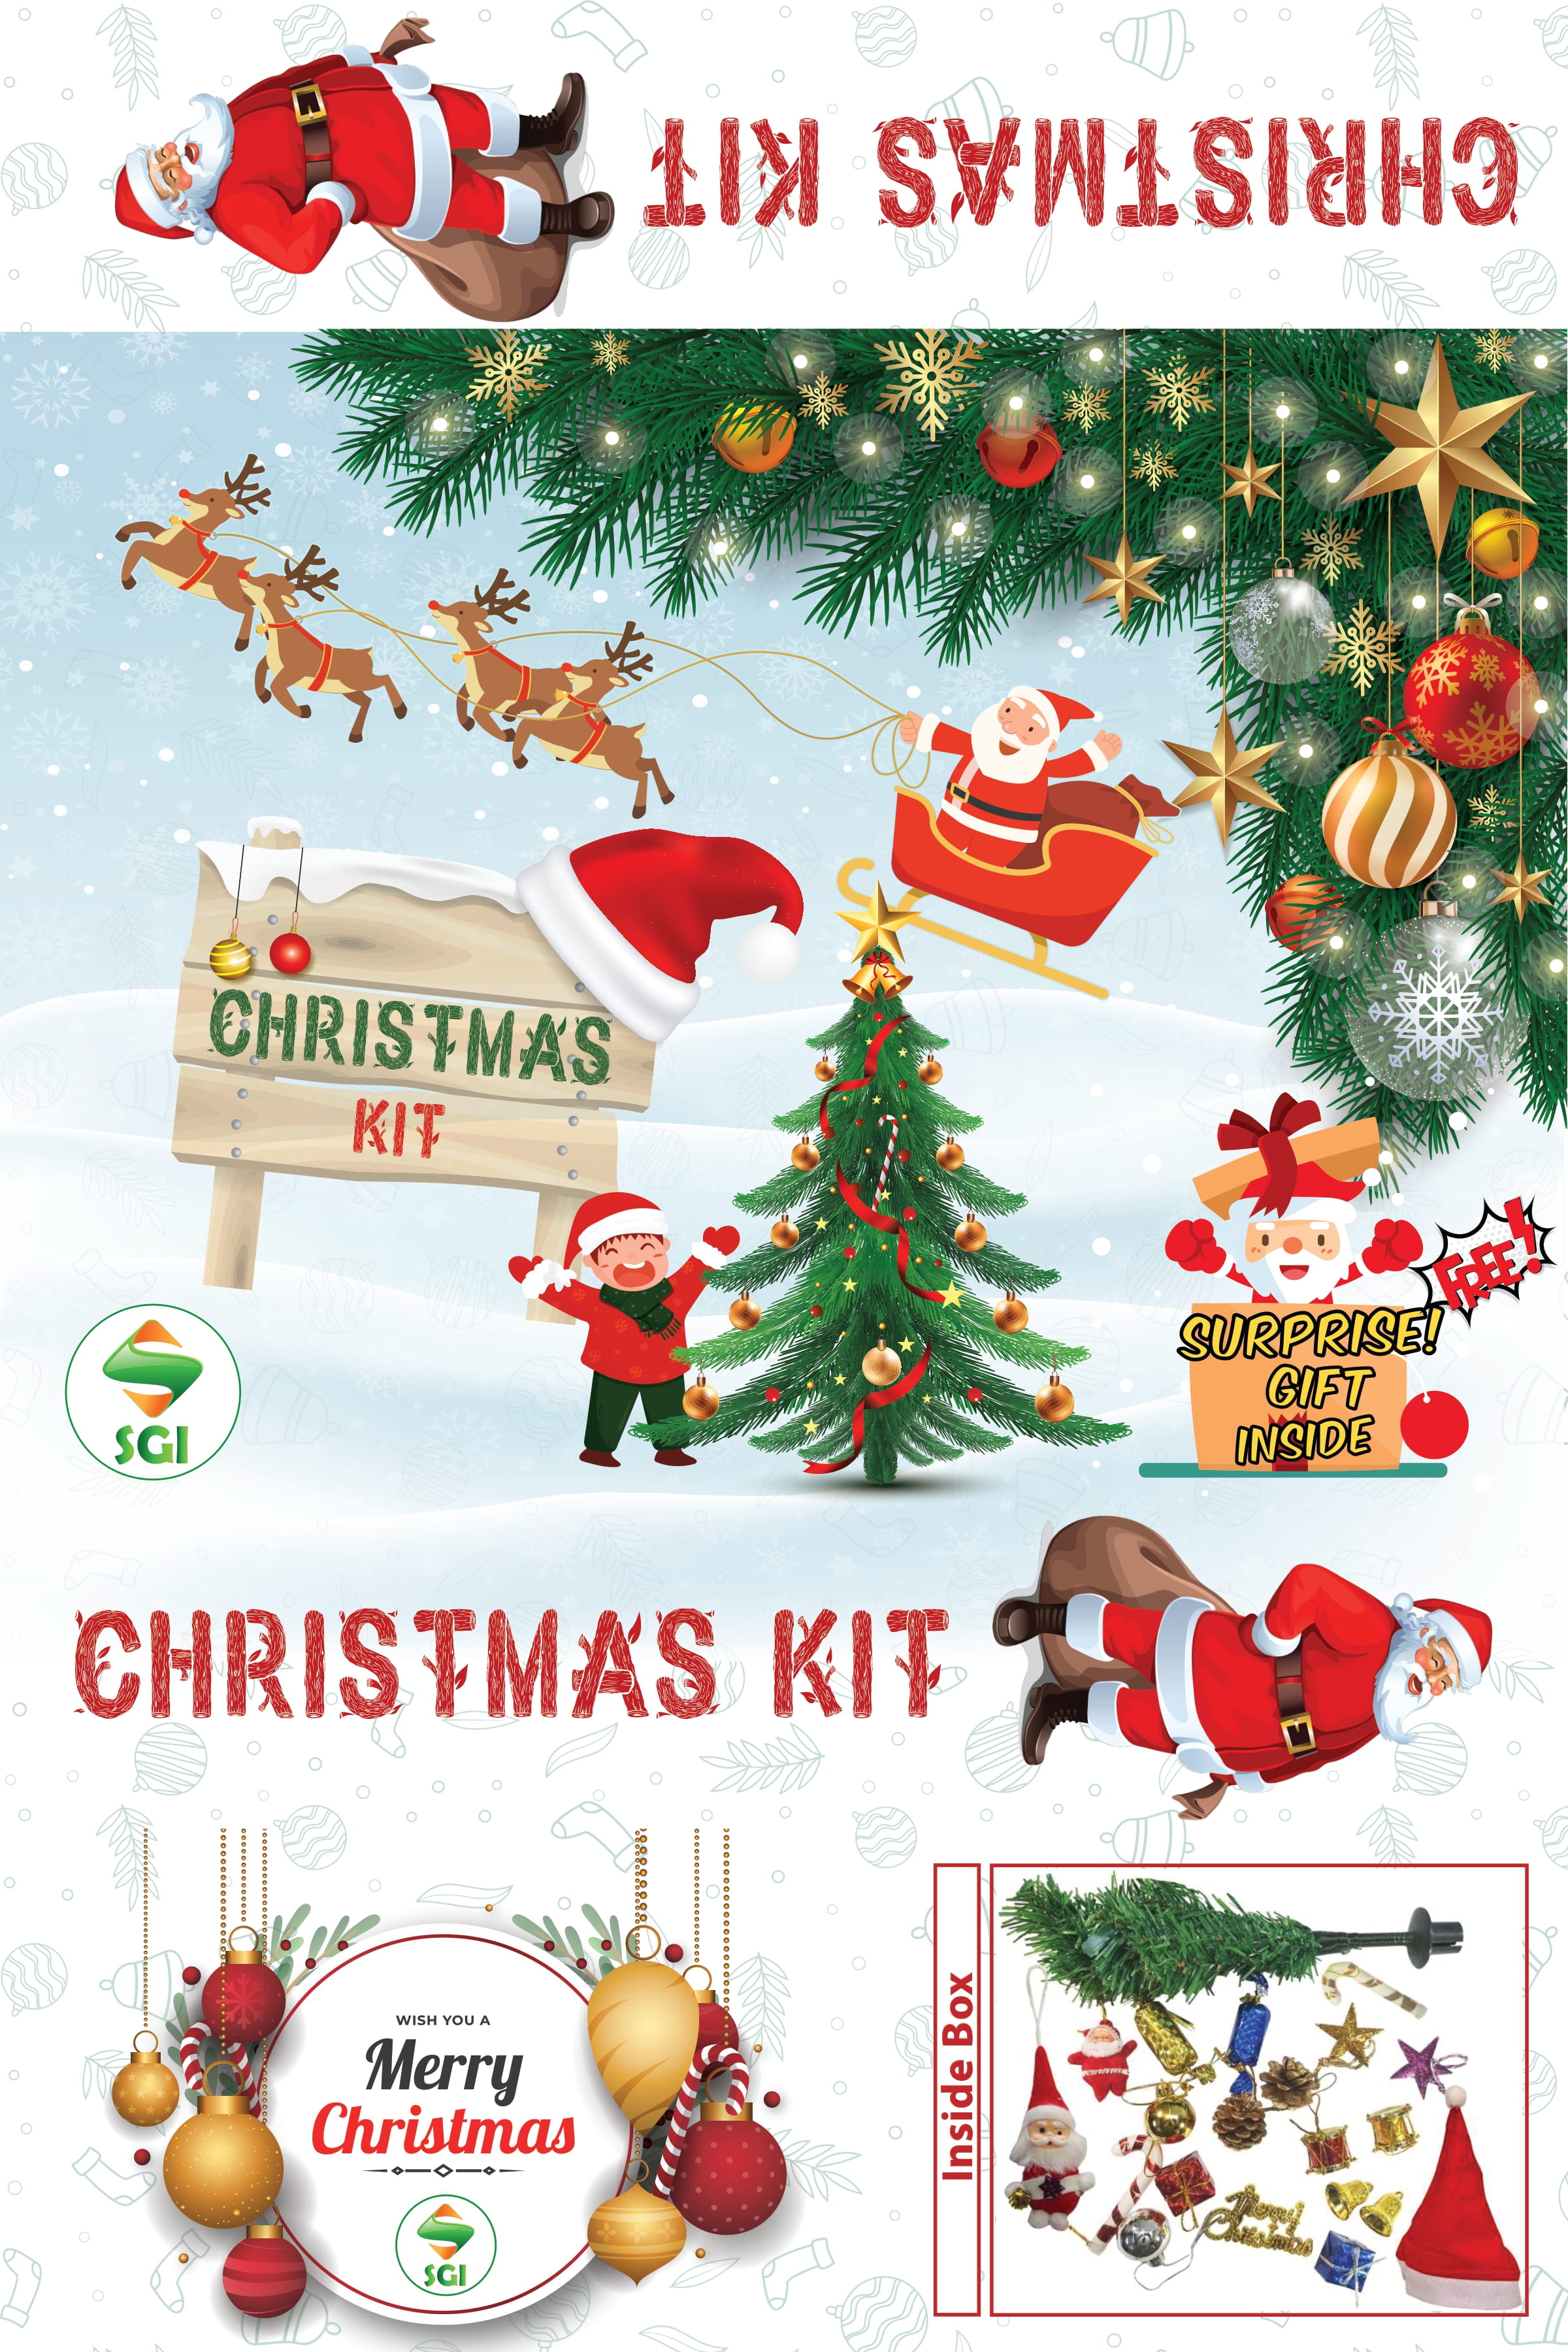 CHRISTMAS KIT
CHRISTMAS
KIT
FREE!
SURPRISE!
GIFT
INSIDE
SGI
CHRISTMAS KIT
WISH YOU A
Merry
Christmas
SGI
Inside Box
Merry
Christmas